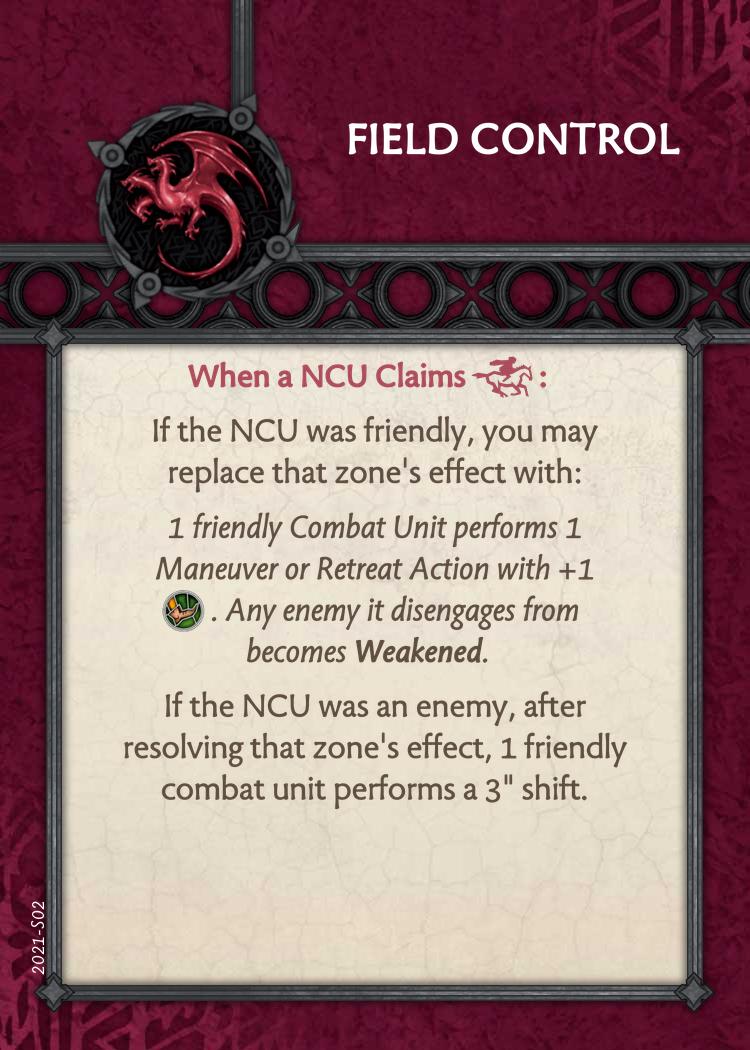 FIELD CONTROL
When a NCU Claims :
If the NCU was friendly, you may
replace that zone's effect with:
1 friendly Combat Unit performs 1
Maneuver or Retreat Action with +1
. Any enemy it disengages from
becomes Weakened.
If the NCU was an enemy, after
resolving that zone's effect, 1 friendly
combat unit performs a 3" shift.
2021-S02